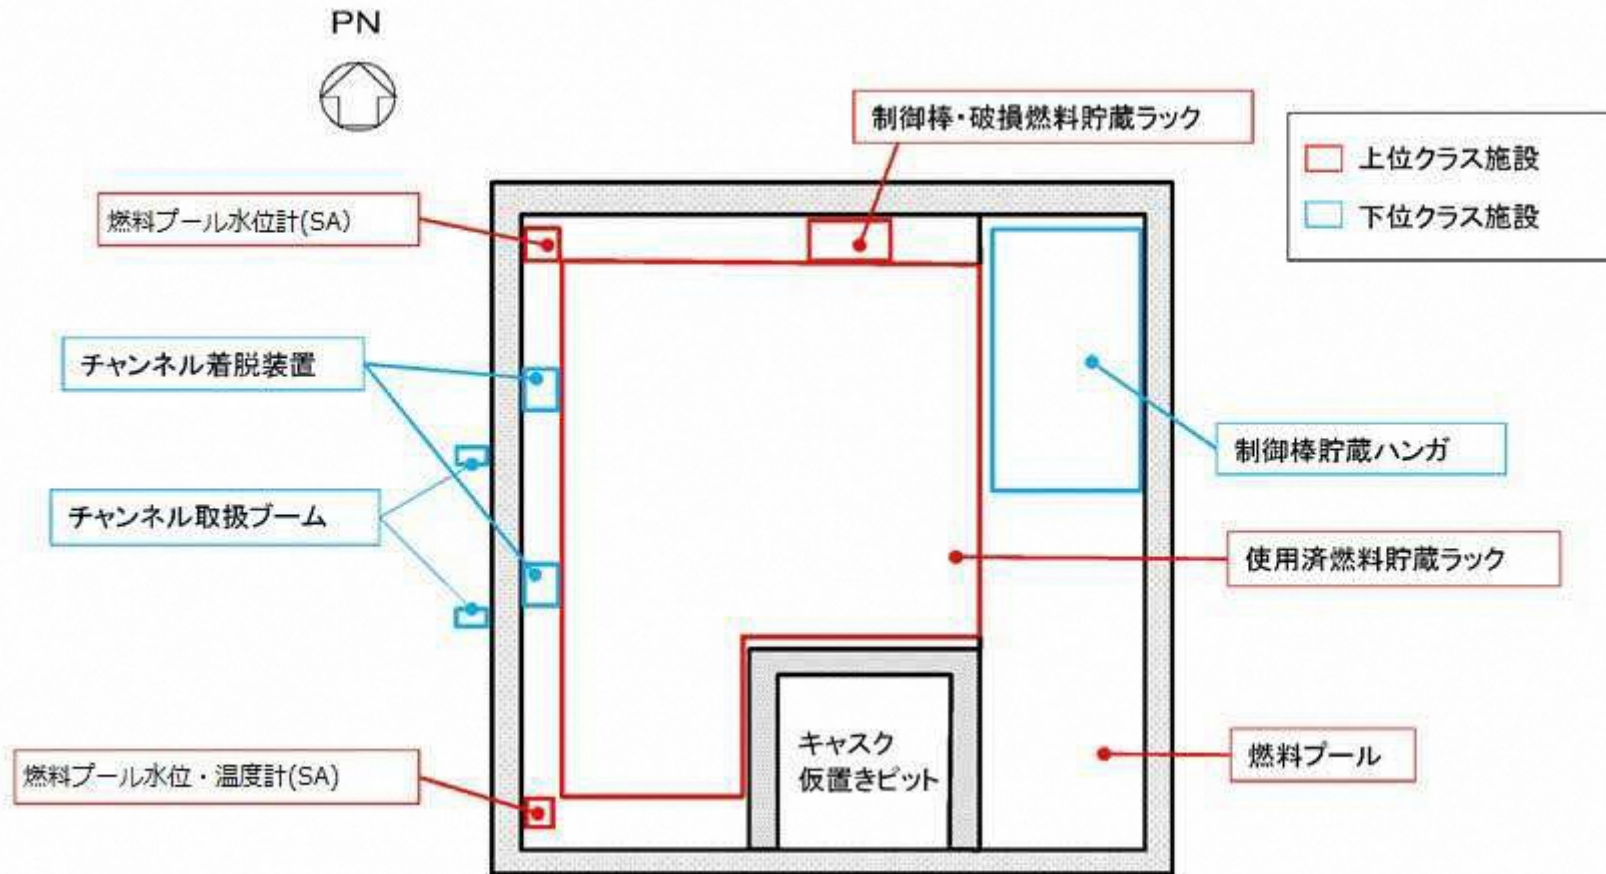 PN
制御棒・破損燃料貯蔵ラック
上位クラス施設
下位クラス施設
燃料プール水位計(SA)
チャンネル着脱装置
チャンネル取扱ブーム
制御棒貯蔵ハンガ
使用済燃料貯蔵ラック
燃料プール水位・温度計(SA)
キャスク
仮置きピット
燃料プール